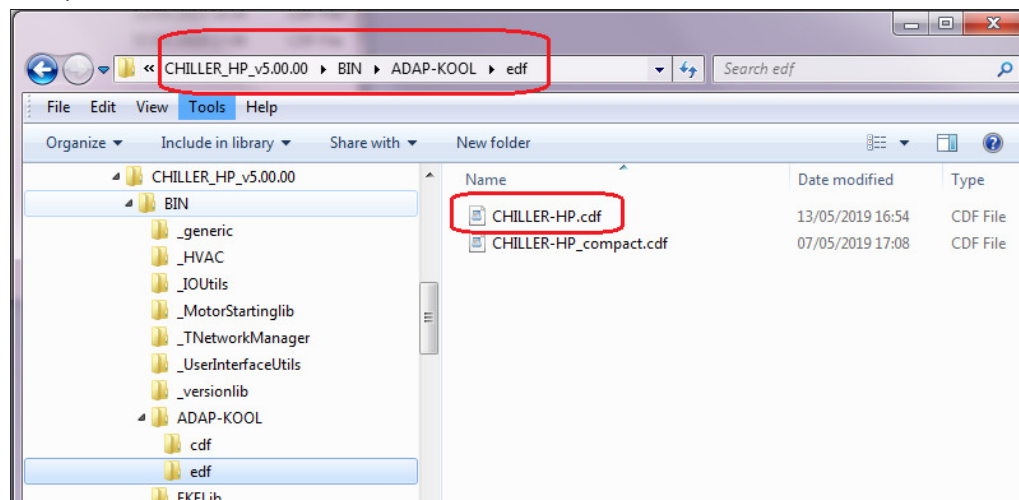 « CHILLER_HP_v5.00.00 ▸ BIN ▸ ADAP-KOOL ▸ edf
Search edf
File Edit View Tools Help
Organize Include in library Share with New folder
CHILLER_HP_v5.00.00
BIN
_generic
_HVAC
_IOUtils
_MotorStartinglib
_TNetworkManager
_UserInterfaceUtils
_versionlib
ADAP-KOOL
cdf
edf
EKELib
Name Date modified Type
CHILLER-HP.cdf 13/05/2019 16:54 CDF File
CHILLER-HP_compact.cdf 07/05/2019 17:08 CDF File